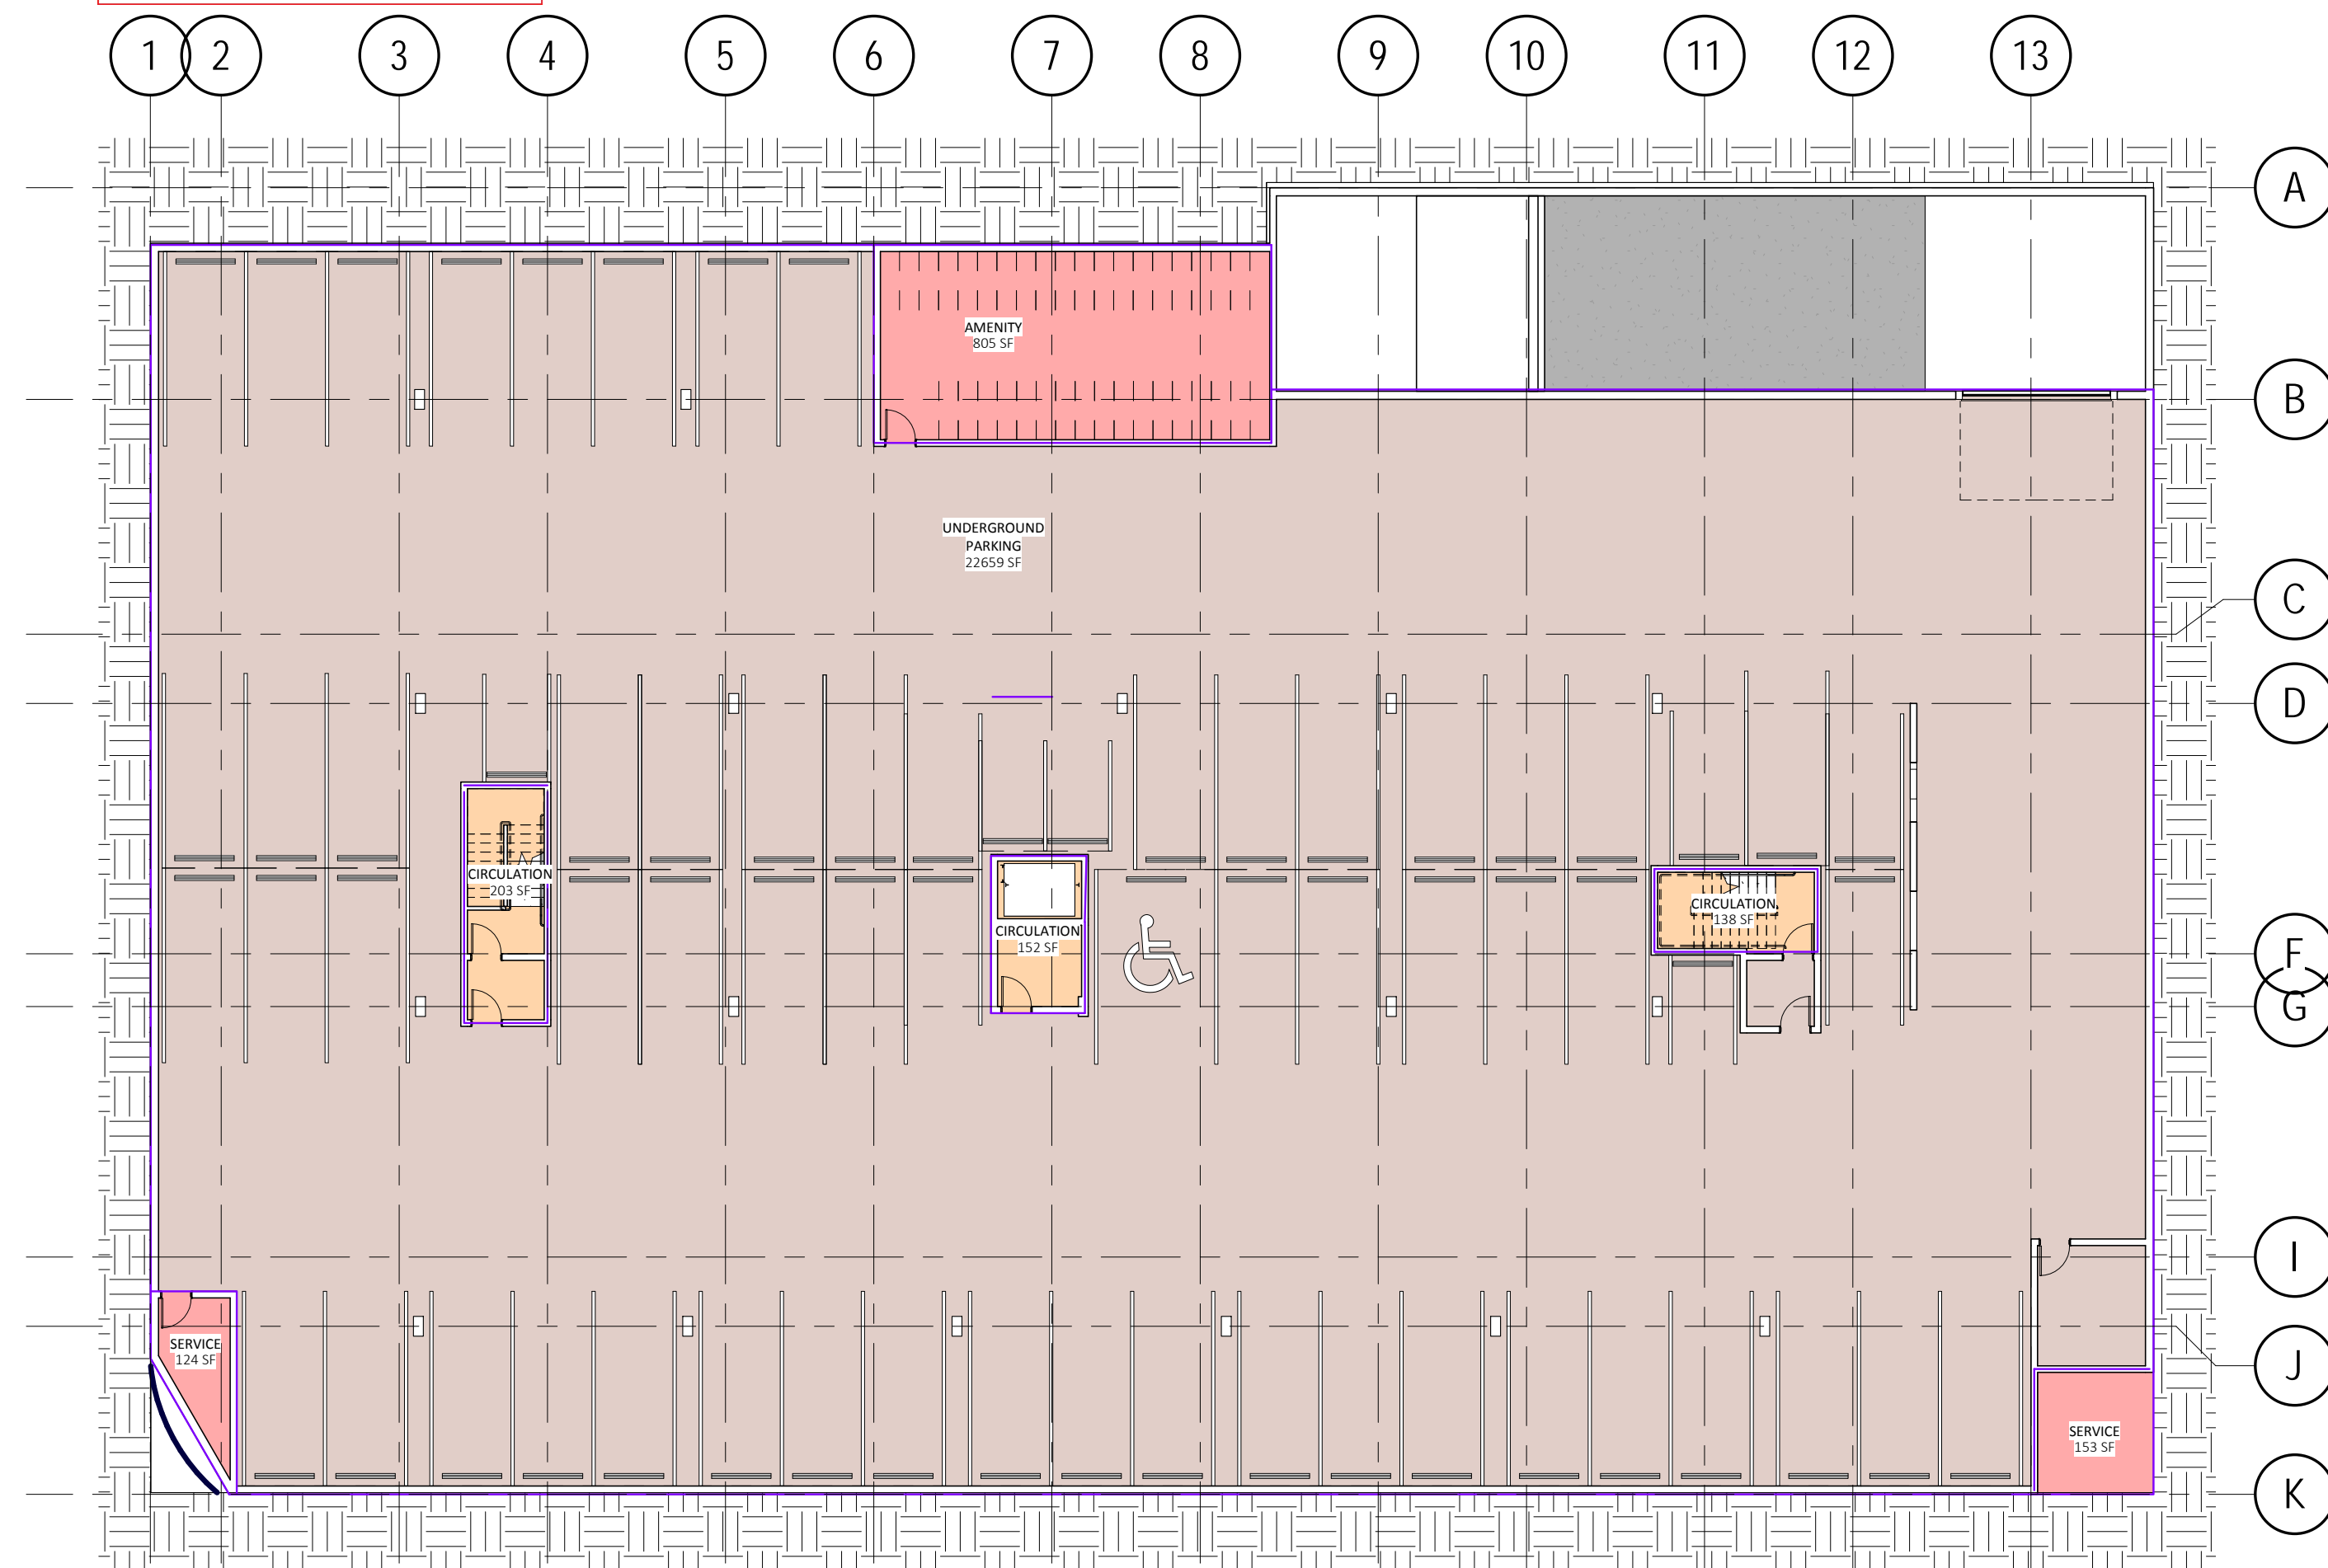 1 2 3 4 5 6 7 8 9 10 11 12 13
A
B
AMENITY
805 SF
UNDERGROUND
PARKING
22659 SF
C
D
CIRCULATION
203 SF
CIRCULATION
152 SF
CIRCULATION
138 SF
F
G
I
SERVICE
124 SF
J
SERVICE
153 SF
K